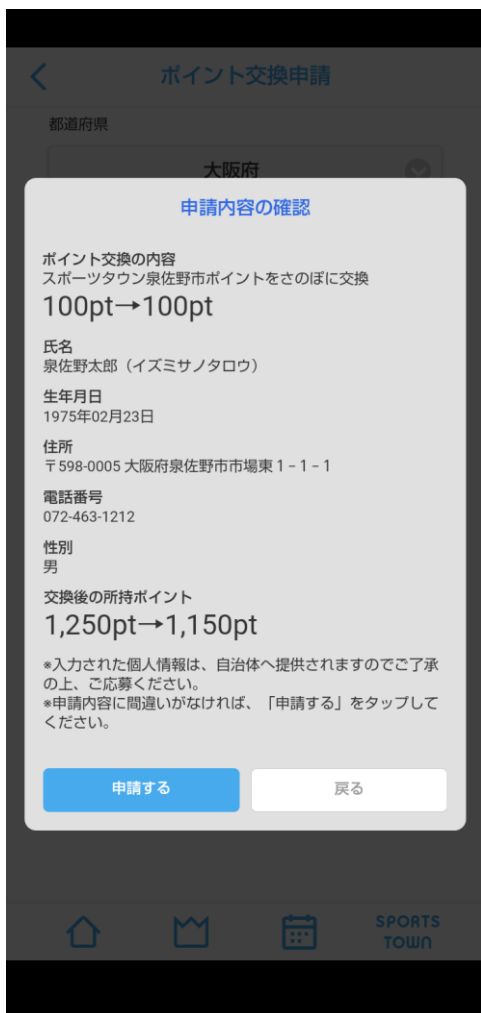 ポイント交換申請
都道府県
大阪府
申請内容の確認
ポイント交換の内容
スポーツタウン泉佐野市ポイントをさのぽに交換
100pt→100pt
氏名
泉佐野太郎（イズミサノタロウ）
生年月日
1975年02月23日
住所
〒598-0005 大阪府泉佐野市市場東１−１−１
電話番号
072-463-1212
性別
男
交換後の所持ポイント
1,250pt→1,150pt
※入力された個人情報は、自治体へ提供されますのでご了承
の上、ご応募ください。
※申請内容に間違いがなければ、「申請する」をタップして
ください。
申請する
戻る
SPORTS
TOWN